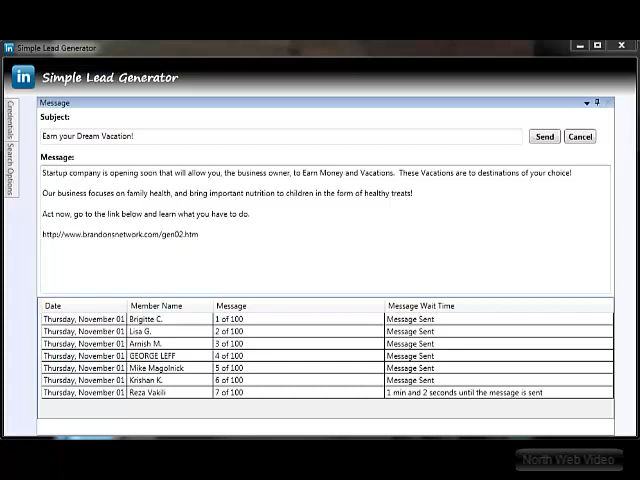 Simple Lead Generator
in Simple Lead Generator
Credentials
Search Options
Message
Subject:
Earn your Dream Vacation!
Send Cancel
Message:
Startup company is opening soon that will allow you, the business owner, to Earn Money and Vacations. These Vacations are to destinations of your choice!
Our business focuses on family health, and bring important nutrition to children in the form of healthy treats!
Act now, go to the link below and learn what you have to do.
http://www.brandonsnetwork.com/gen02.htm
Date Member Name Message Message Wait Time
Thursday, November 01 Brigitte C. 1 of 100 Message Sent
Thursday, November 01 Lisa G. 2 of 100 Message Sent
Thursday, November 01 Arnish M. 3 of 100 Message Sent
Thursday, November 01 GEORGE LEFF 4 of 100 Message Sent
Thursday, November 01 Mike Magolnick 5 of 100 Message Sent
Thursday, November 01 Krishan K. 6 of 100 Message Sent
Thursday, November 01 Reza Vakili 7 of 100 1 min and 2 seconds until the message is sent
North Web Video